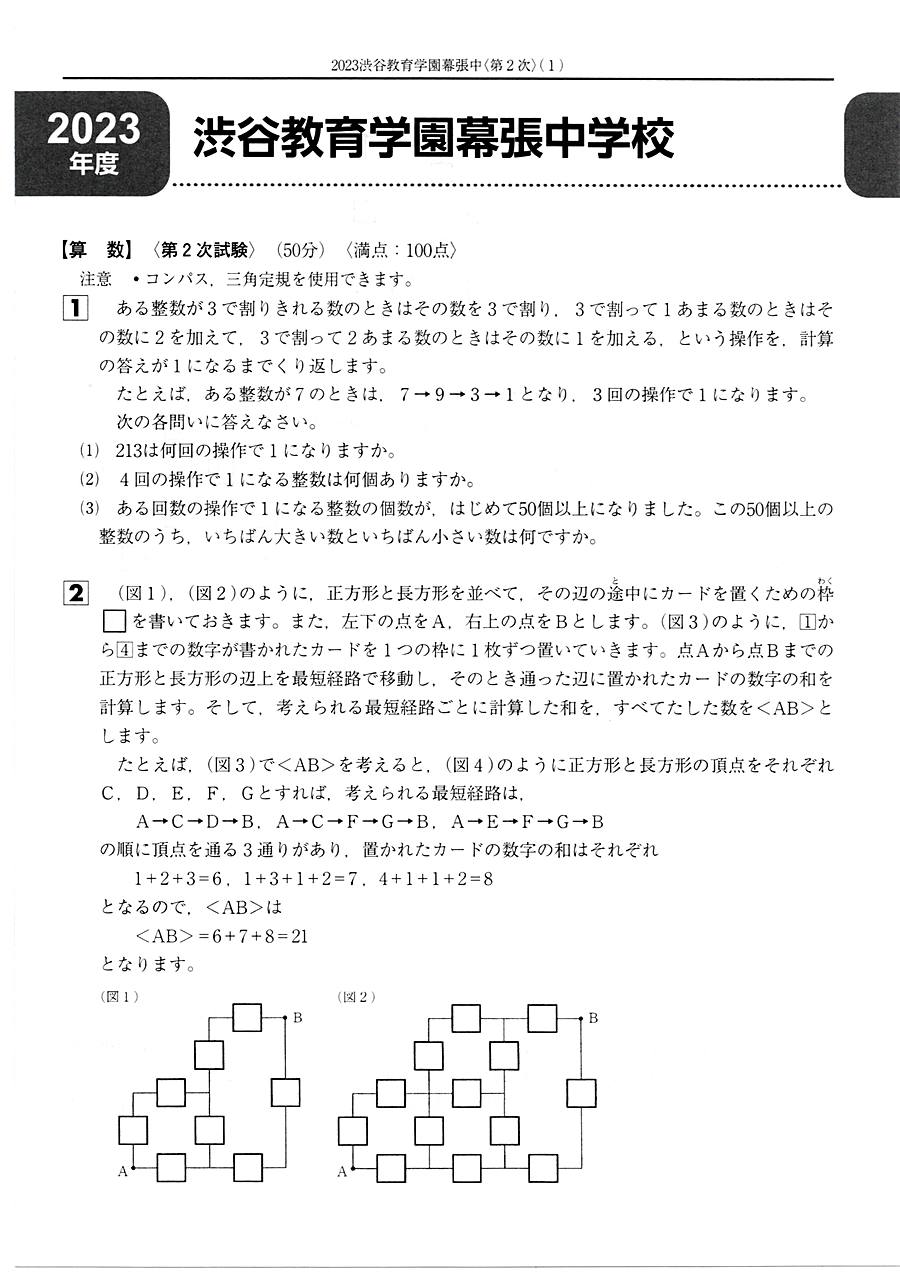 2023渋谷教育学園幕張中〈第2次〉(1)
2023
年度
渋谷教育学園幕張中学校
【算 数】〈第2次試験〉(50分)〈満点:100点〉
注意 ・コンパス,三角定規を使用できます。
1 ある整数が3で割りきれる数のときはその数を3で割り,3で割って1あまる数のときはそ
の数に2を加えて,3で割って2あまる数のときはその数に1を加える,という操作を,計算
の答えが1になるまでくり返します。
たとえば,ある整数が7のときは,7→9→3→1となり,3回の操作で1になります。
次の各問いに答えなさい。
(1) 213は何回の操作で1になりますか。
(2) 4回の操作で1になる整数は何個ありますか。
(3) ある回数の操作で1になる整数の個数が,はじめて50個以上になりました。この50個以上の
整数のうち,いちばん大きい数といちばん小さい数は何ですか。
2 (図1),(図2)のように,正方形と長方形を並べて,その辺の途中にカードを置くための枠
□を書いておきます。また,左下の点をA,右上の点をBとします。(図3)のように,1か
ら4までの数字が書かれたカードを1つの枠に1枚ずつ置いていきます。点Aから点Bまでの
正方形と長方形の辺上を最短経路で移動し,そのとき通った辺に置かれたカードの数字の和を
計算します。そして,考えられる最短経路ごとに計算した和を,すべてたした数を<AB>と
します。
たとえば,(図3)で<AB>を考えると,(図4)のように正方形と長方形の頂点をそれぞれ
C,D,E,F,Gとすれば,考えられる最短経路は,
A→C→D→B,A→C→F→G→B,A→E→F→G→B
の順に頂点を通る3通りがあり,置かれたカードの数字の和はそれぞれ
1+2+3=6,1+3+1+2=7,4+1+1+2=8
となるので,<AB>は
<AB>=6+7+8=21
となります。
(図1)
(図2)
B
B
A
A